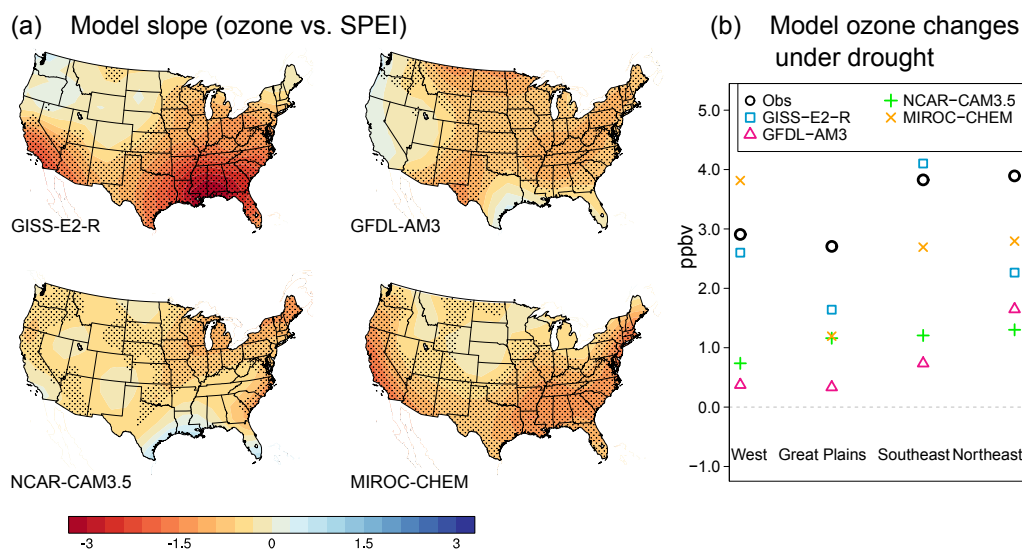 (a) Model slope (ozone vs. SPEI)
GISS-E2-R
GFDL-AM3
NCAR-CAM3.5
MIROC-CHEM
-3 -1.5 0 1.5 3
(b) Model ozone changes
under drought
Obs
GISS−E2−R
GFDL−AM3
NCAR−CAM3.5
MIROC−CHEM
ppbv
5.0
4.0
3.0
2.0
1.0
0.0
−1.0
West Great Plains Southeast Northeast